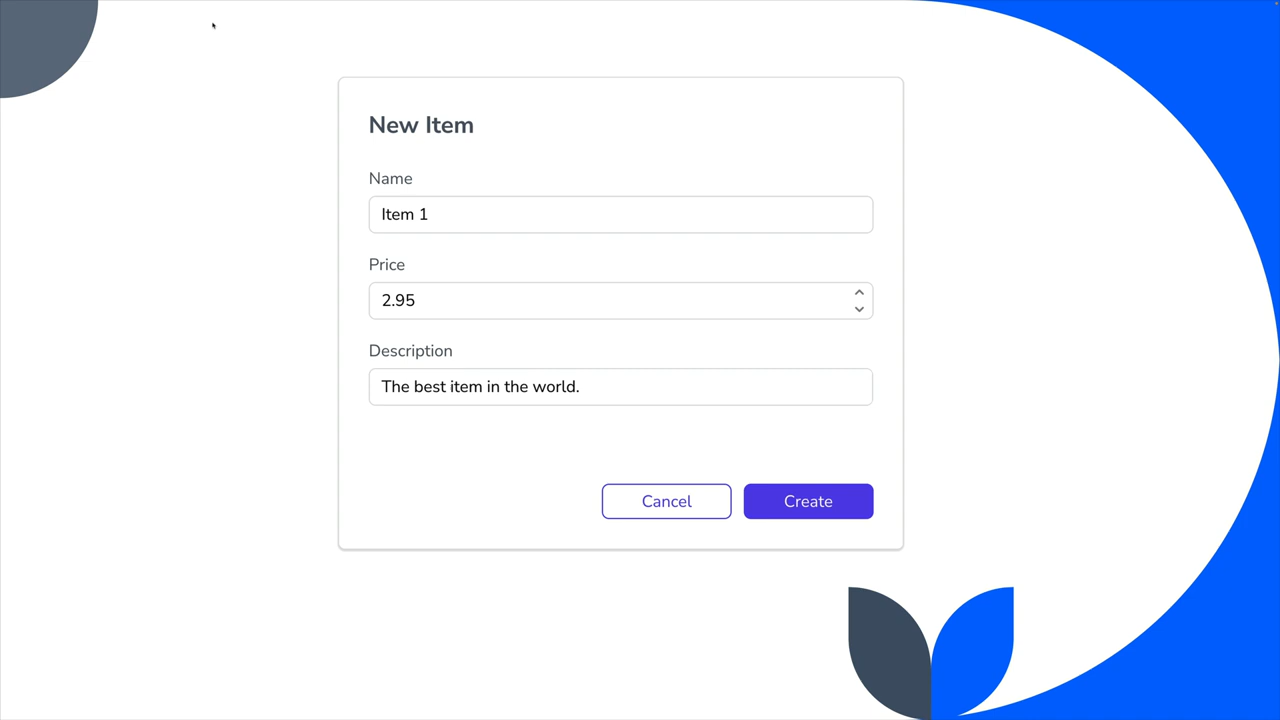 New Item
Name
Item 1
Price
2.95
Description
The best item in the world.
Cancel Create